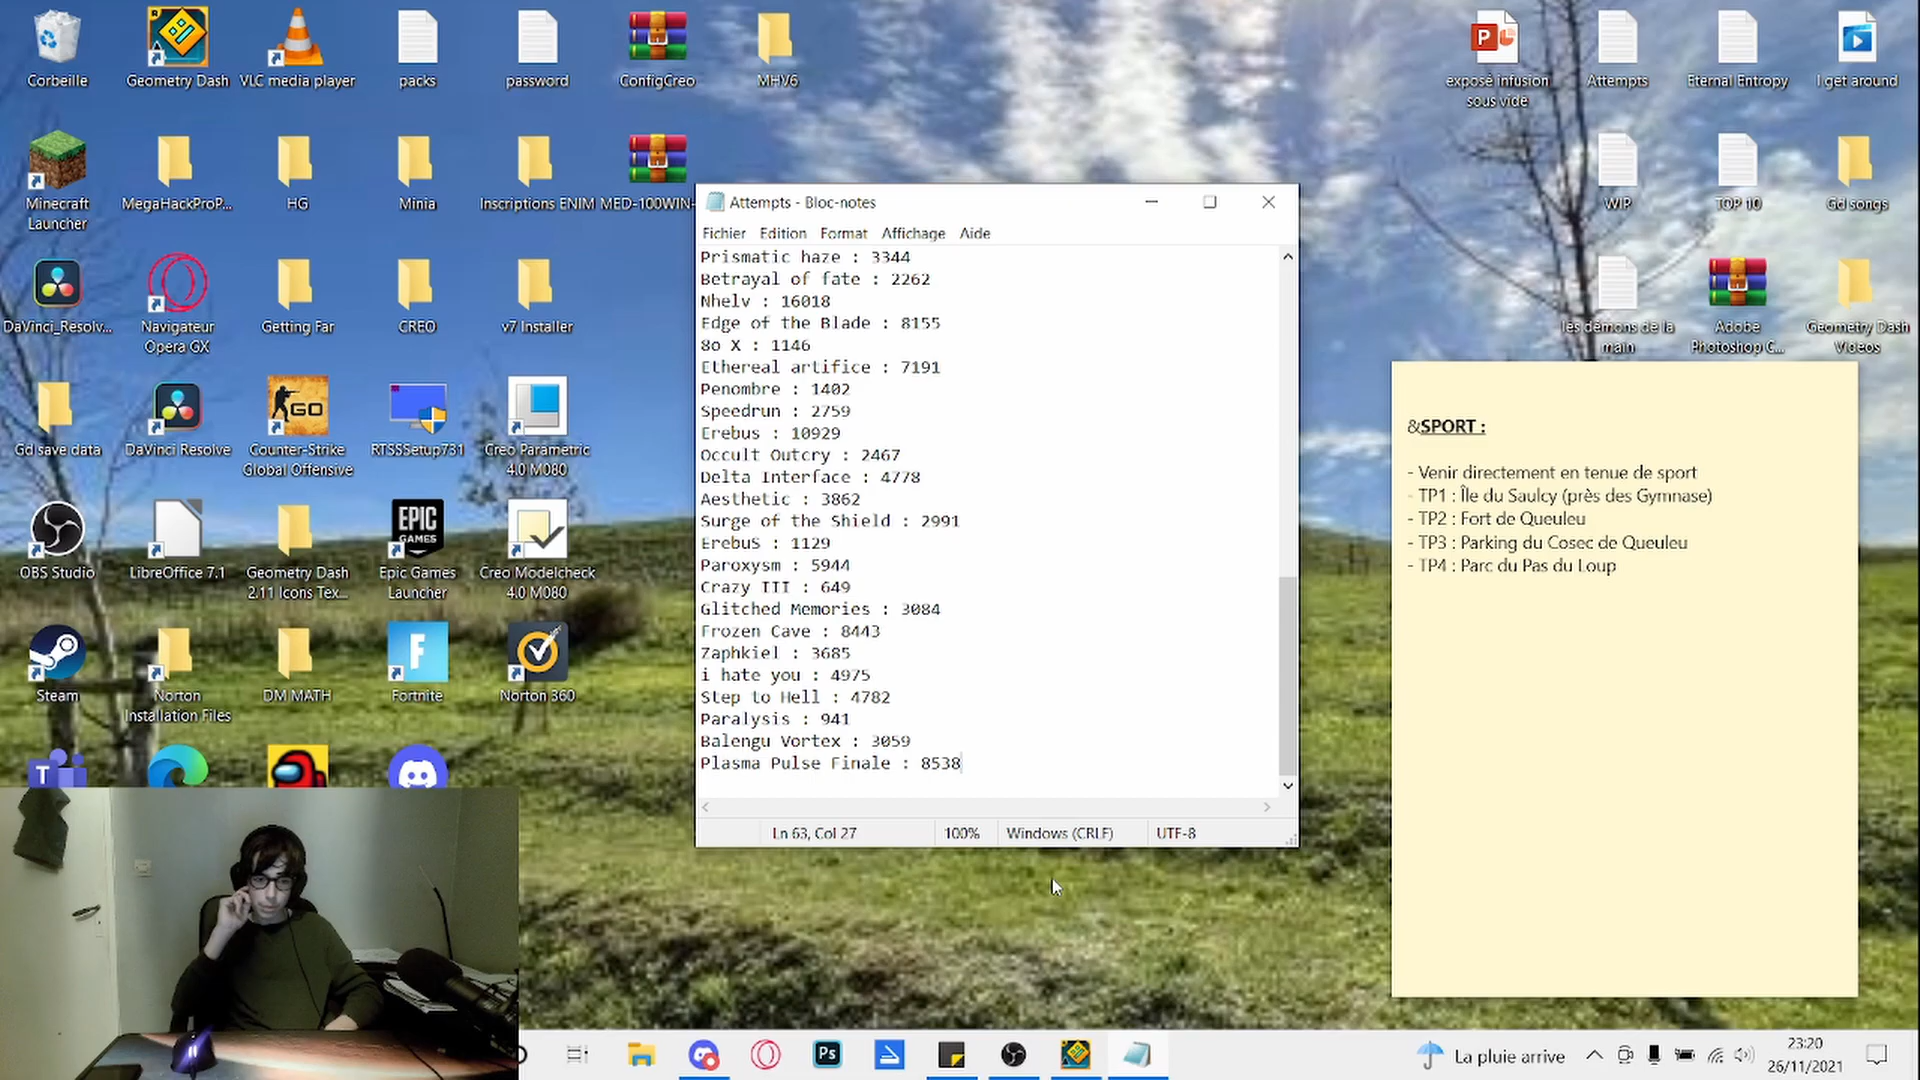 Corbeille
Geometry Dash
VLC media player
packs
password
ConfigCreo
MHV6
exposé infusion
sous vide
Attempts
Eternal Entropy
I get around
Minecraft
Launcher
MegaHackProP...
HG
Minia
Inscriptions ENIM
MED-100WIN-
WIP
TOP 10
Gd songs
DaVinci_Resolv...
Navigateur
Opera GX
Getting Far
CREO
v7 Installer
les démons de la
main
Adobe
Photoshop C...
Geometry Dash
Videos
Gd save data
DaVinci Resolve
Counter-Strike
Global Offensive
RTSSSetup731
Creo Parametric
4.0 M080
OBS Studio
LibreOffice 7.1
Geometry Dash
2.11 Icons Tex...
EPIC
GAMES
Epic Games
Launcher
Creo Modelcheck
4.0 M080
Steam
Norton
Installation Files
DM MATH
Fortnite
Norton 360
Attempts - Bloc-notes
Fichier Edition Format Affichage Aide
Prismatic haze : 3344
Betrayal of fate : 2262
Nhelv : 16018
Edge of the Blade : 8155
8o X : 1146
Ethereal artifice : 7191
Penombre : 1402
Speedrun : 2759
Erebus : 10929
Occult Outcry : 2467
Delta Interface : 4778
Aesthetic : 3862
Surge of the Shield : 2991
ErebuS : 1129
Paroxysm : 5944
Crazy III : 649
Glitched Memories : 3084
Frozen Cave : 8443
Zaphkiel : 3685
i hate you : 4975
Step to Hell : 4782
Paralysis : 941
Balengu Vortex : 3059
Plasma Pulse Finale : 8538
Ln 63, Col 27 100% Windows (CRLF) UTF-8
&SPORT :
- Venir directement en tenue de sport
- TP1 : Île du Saulcy (près des Gymnase)
- TP2 : Fort de Queuleu
- TP3 : Parking du Cosec de Queuleu
- TP4 : Parc du Pas du Loup
Ps
La pluie arrive
23:20
26/11/2021